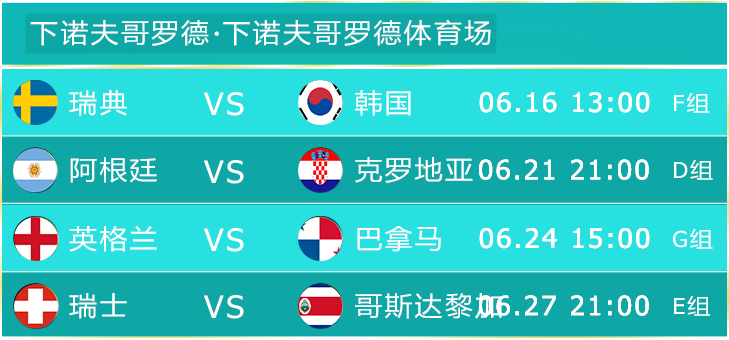 下诺夫哥罗德·下诺夫哥罗德体育场
瑞典 VS 韩国 06.16 13:00 F组
阿根廷 VS 克罗地亚 06.21 21:00 D组
英格兰 VS 巴拿马 06.24 15:00 G组
瑞士 VS 哥斯达黎加 06.27 21:00 E组